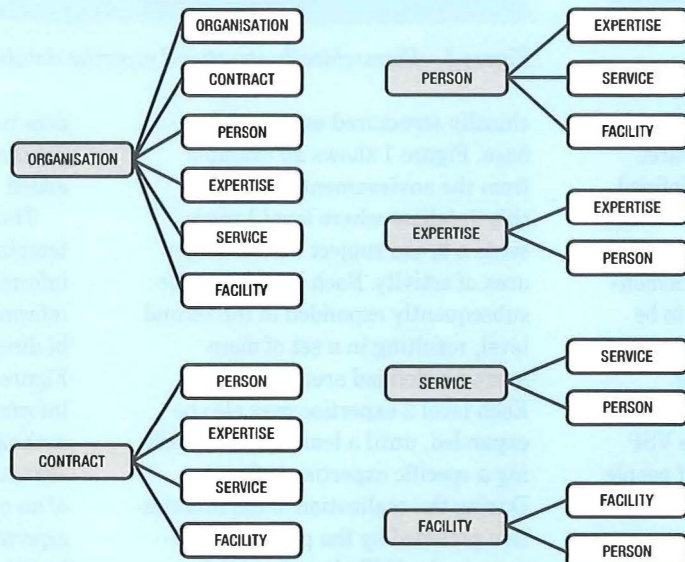 ORGANISATION
ORGANISATION
CONTRACT
PERSON
EXPERTISE
SERVICE
FACILITY
CONTRACT
PERSON
EXPERTISE
SERVICE
FACILITY
PERSON
EXPERTISE
SERVICE
FACILITY
EXPERTISE
EXPERTISE
PERSON
SERVICE
SERVICE
PERSON
FACILITY
FACILITY
PERSON